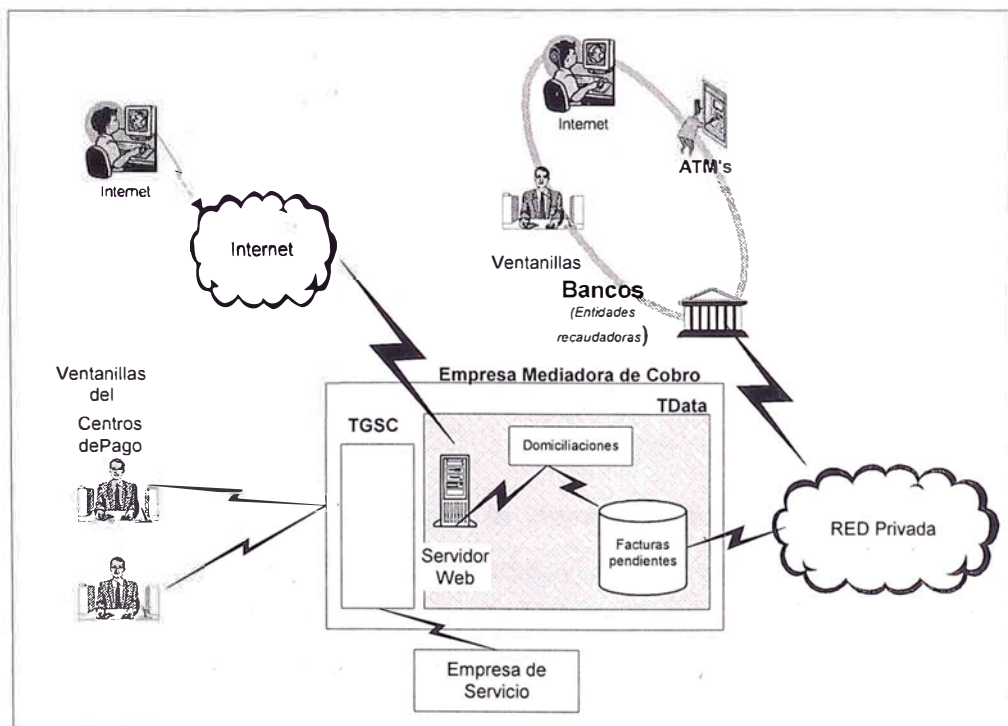 Internet
ATM's
Internet
Ventanillas
Internet
Bancos
(Entidades
recaudadoras)
Ventanillas
del
Centros
dePago
Empresa Mediadora de Cobro
TData
TGSC
Domiciliaciones
Servidor
Web
Facturas
pendientes
RED Privada
Empresa de
Servicio